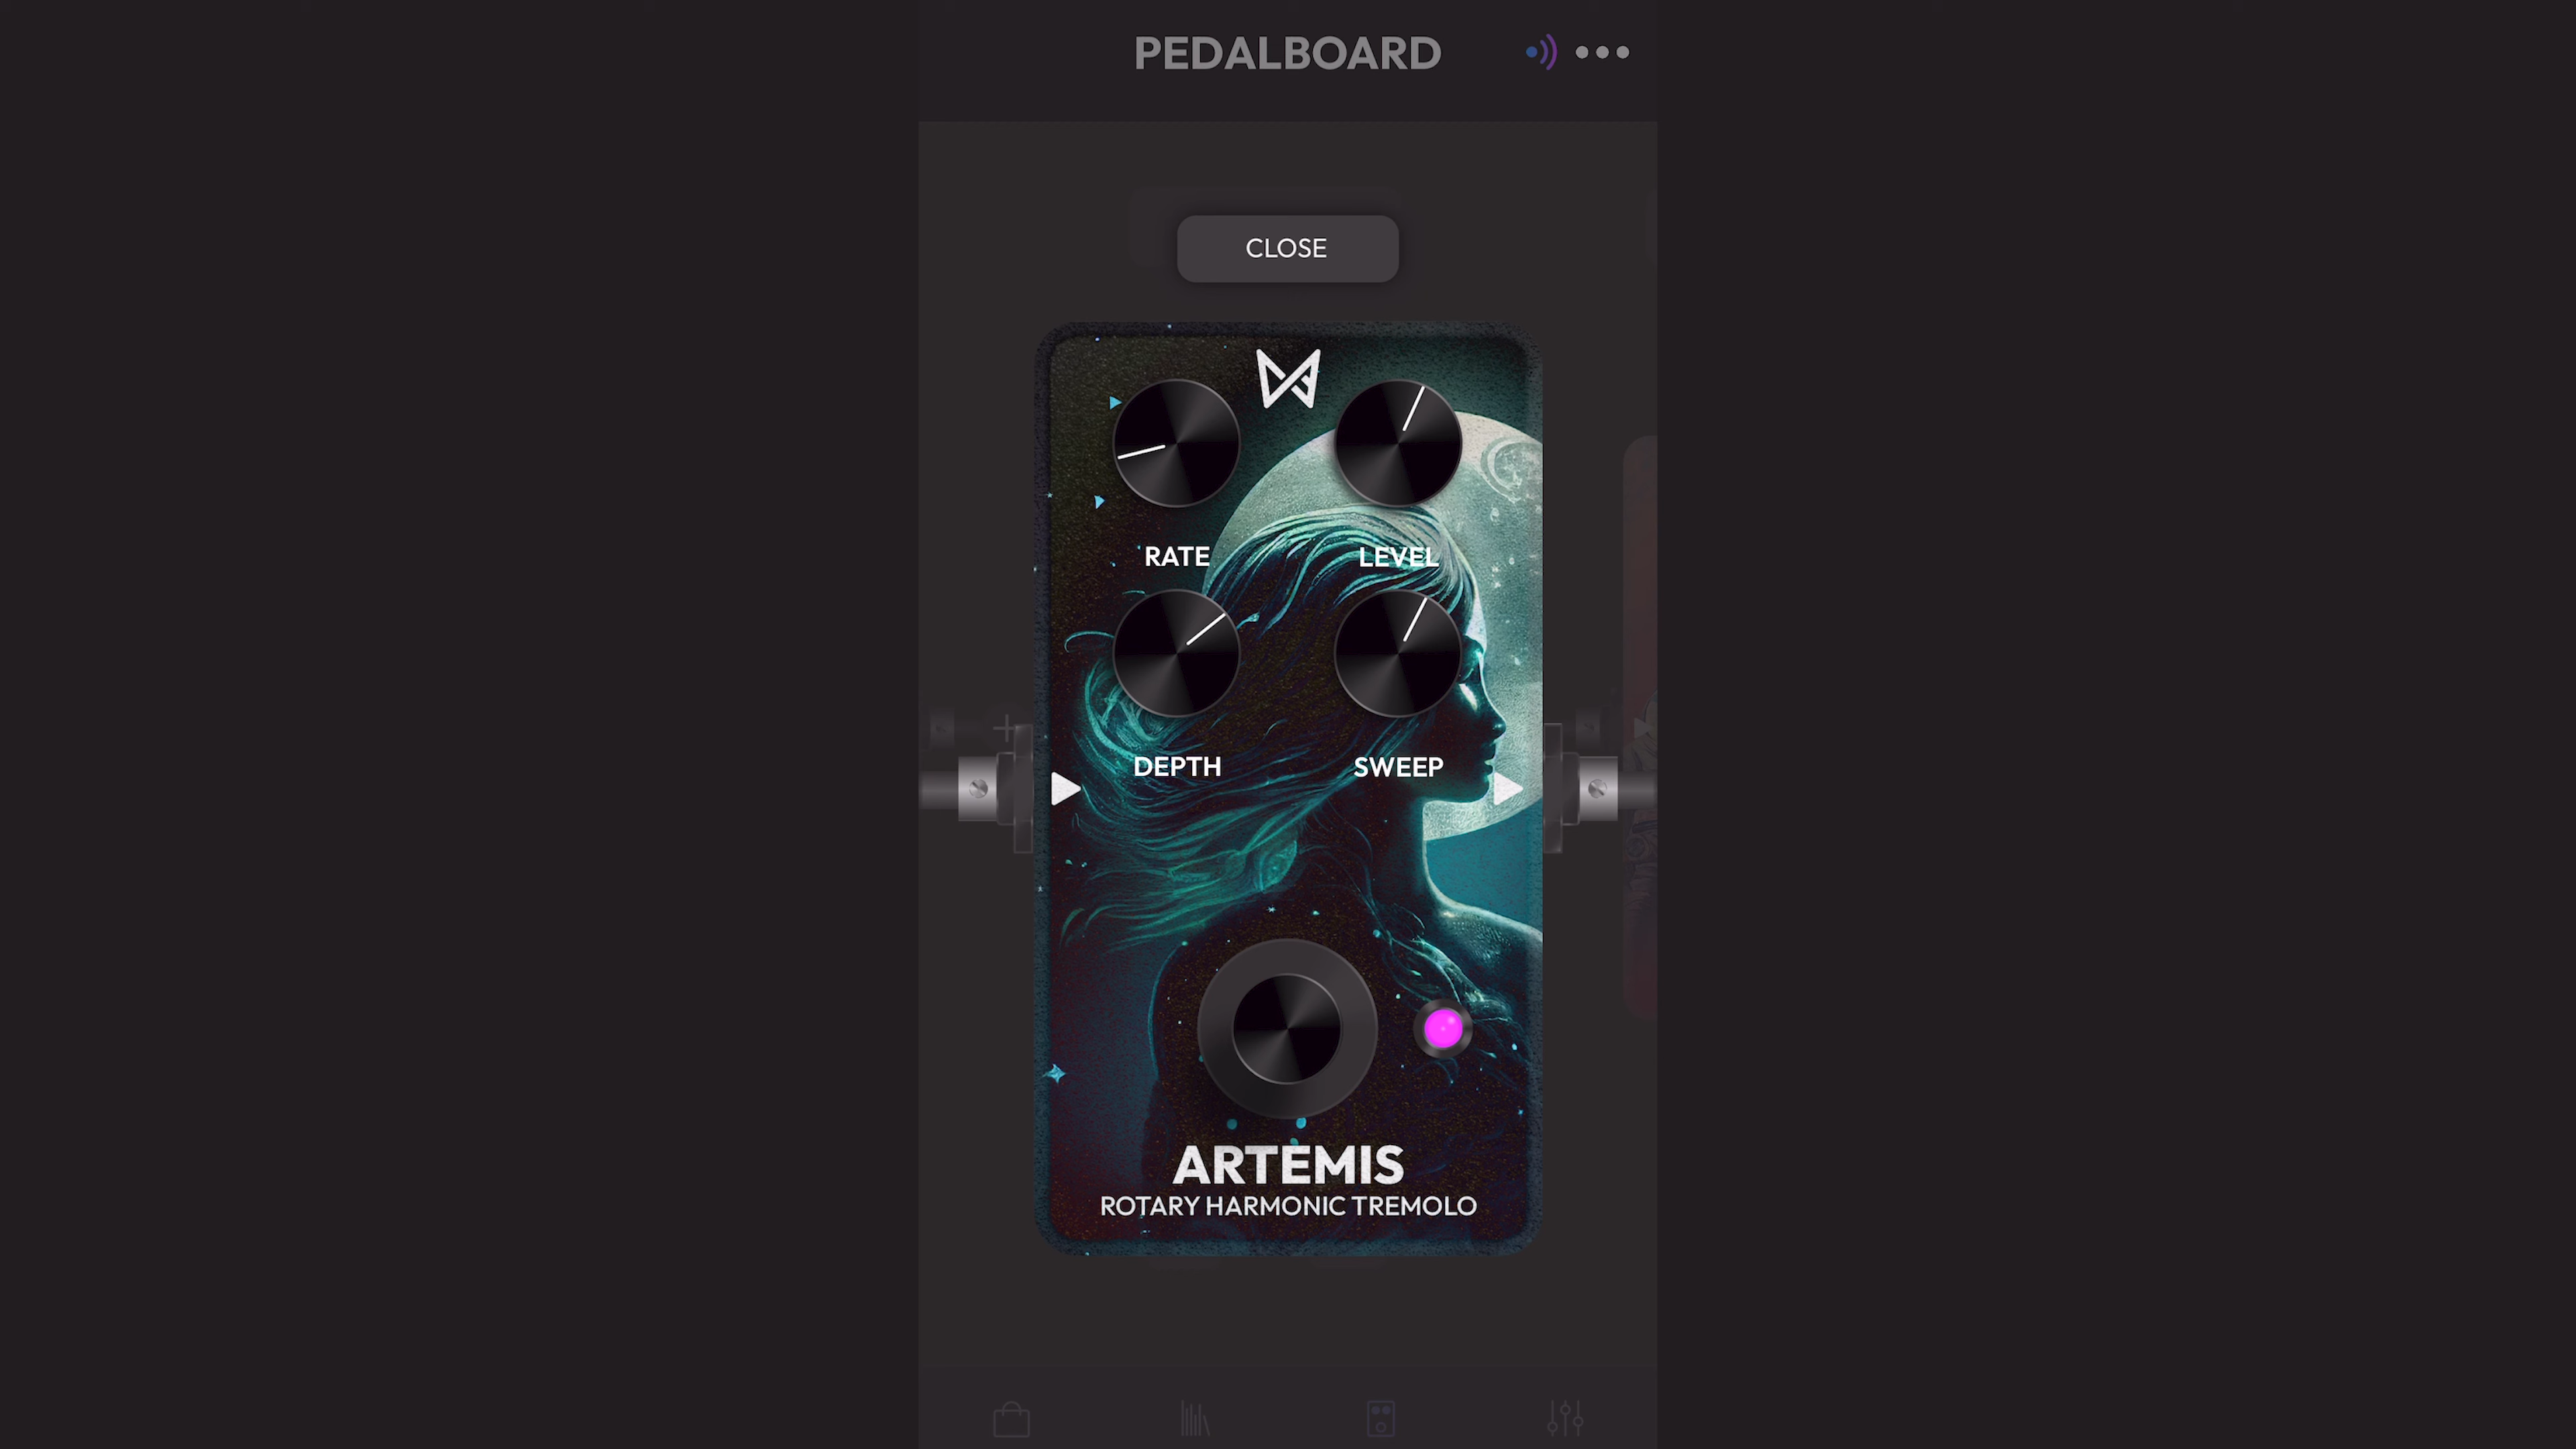 PEDALBOARD
CLOSE
RATE
LEVEL
DEPTH
SWEEP
ARTEMIS
ROTARY HARMONIC TREMOLO